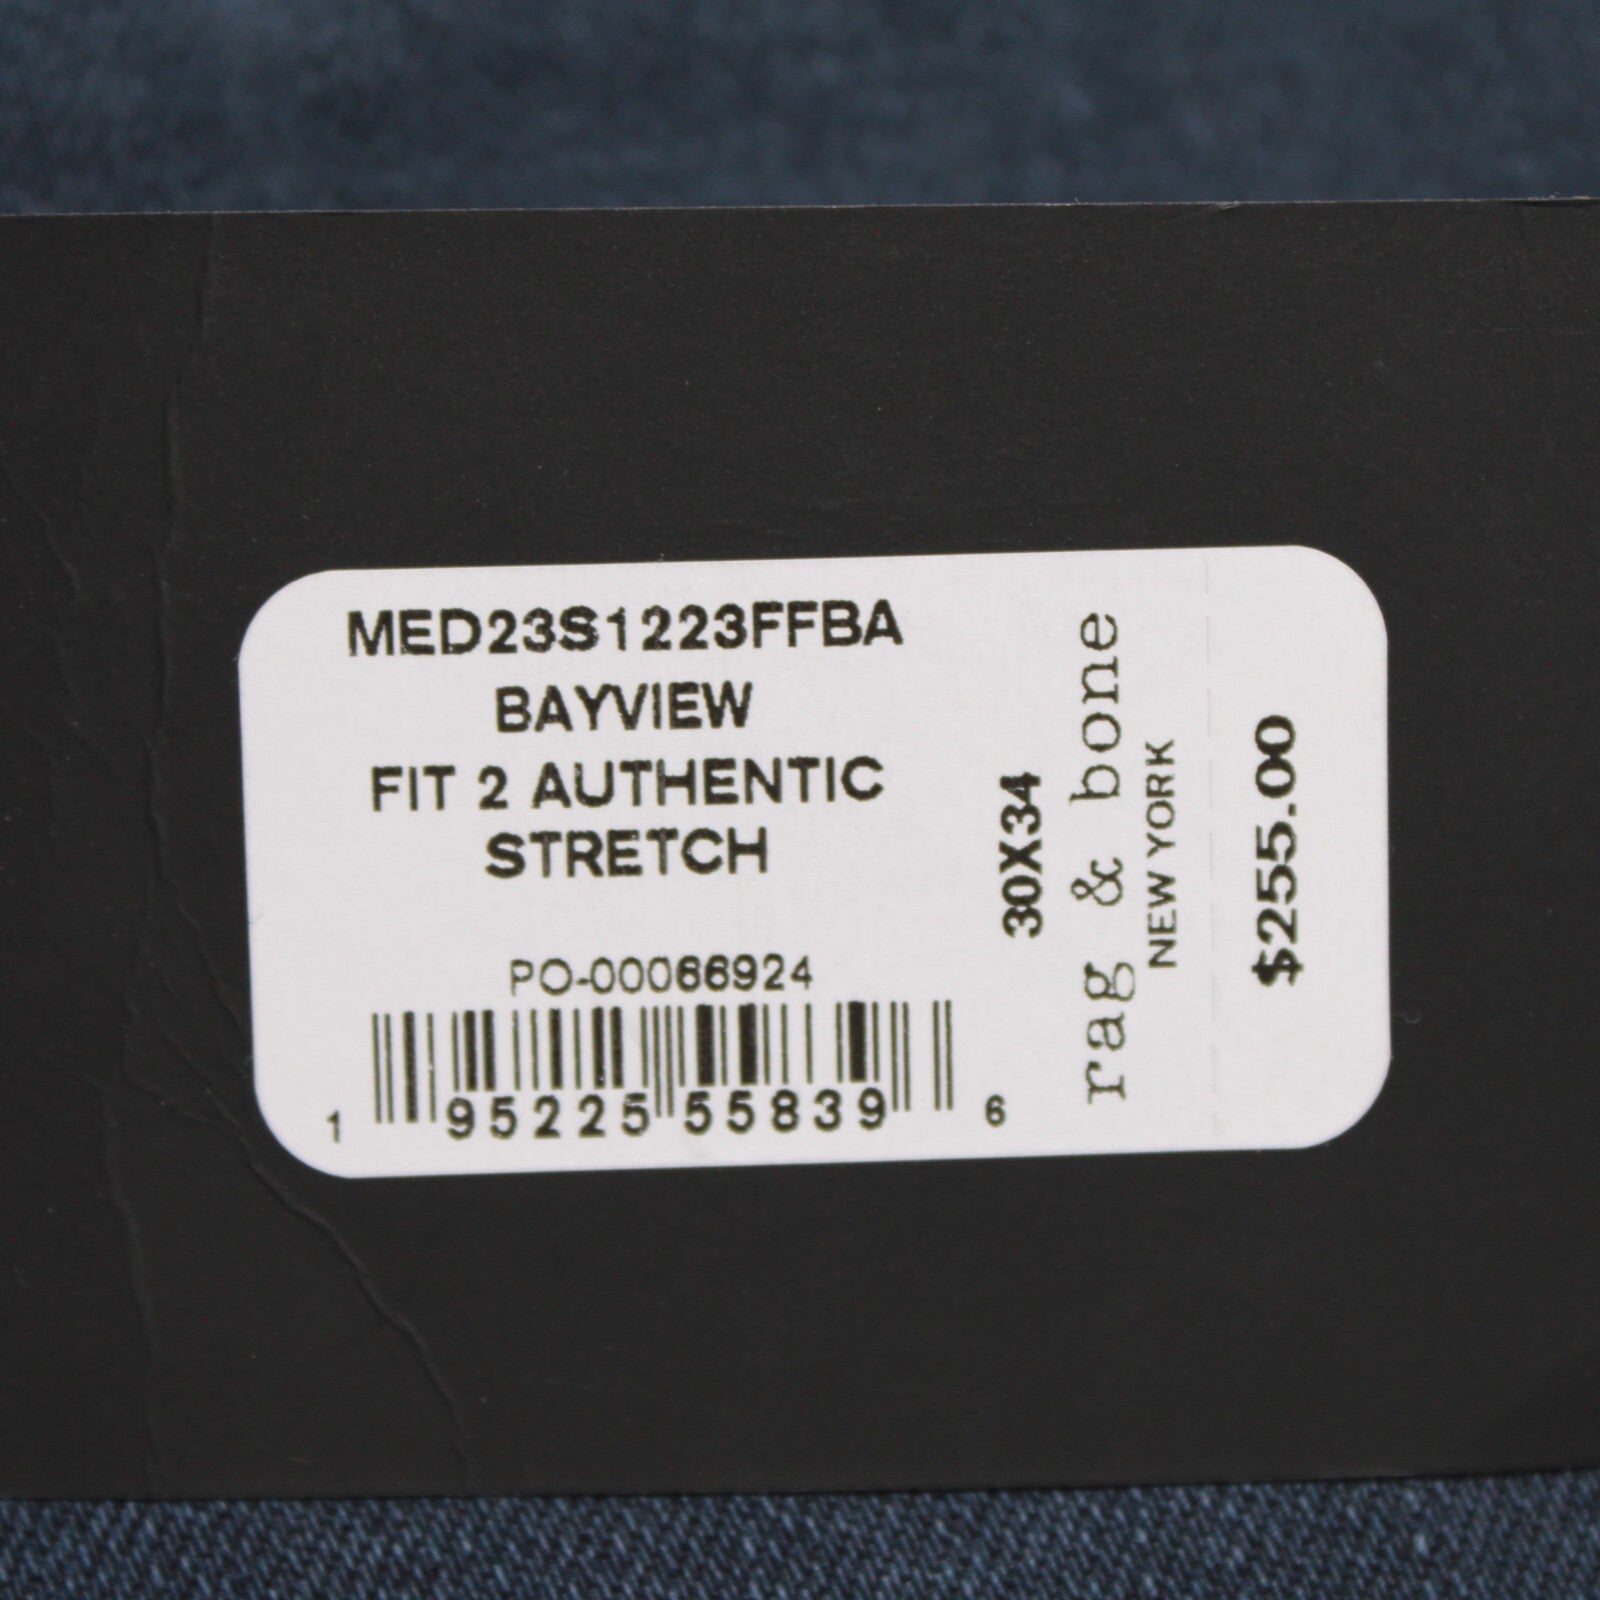 MED23S1223FFBA
BAYVIEW
FIT 2 AUTHENTIC
STRETCH
PO-00066924
1 95225 55839 6
30X34
rag & bone
NEW YORK
$255.00